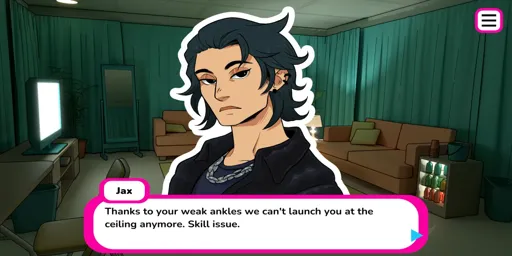 Jax
Thanks to your weak ankles we can't launch you at the
ceiling anymore. Skill issue.